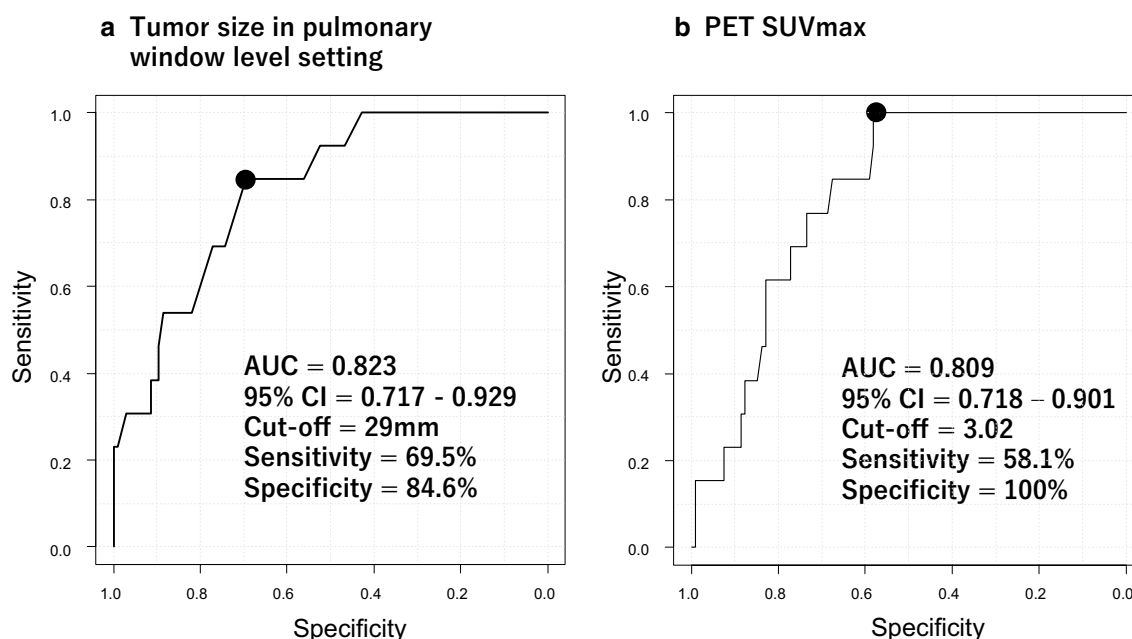 a Tumor size in pulmonary
window level setting
1.0
0.8
0.6
0.4
0.2
0.0
Sensitivity
AUC = 0.823
95% CI = 0.717 - 0.929
Cut-off = 29mm
Sensitivity = 69.5%
Specificity = 84.6%
1.0 0.8 0.6 0.4 0.2 0.0
Specificity
b PET SUVmax
1.0
0.8
0.6
0.4
0.2
0.0
Sensitivity
AUC = 0.809
95% CI = 0.718 – 0.901
Cut-off = 3.02
Sensitivity = 58.1%
Specificity = 100%
1.0 0.8 0.6 0.4 0.2 0.0
Specificity